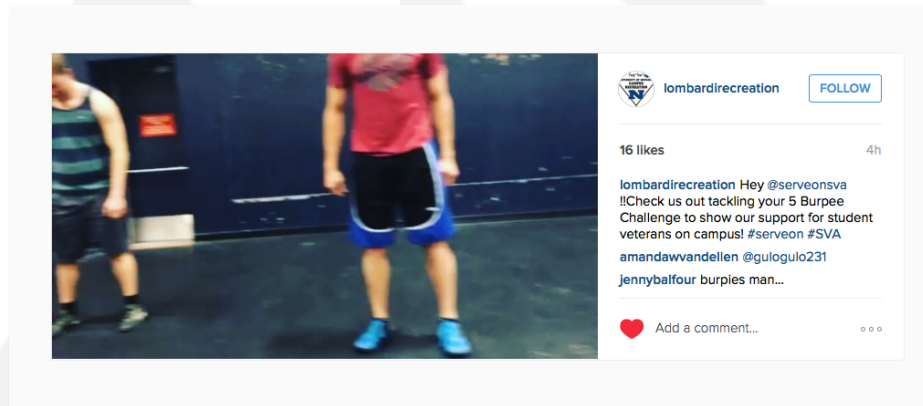 lombardirecreation
FOLLOW
16 likes
4h
lombardirecreation Hey @serveonsva
!!Check us out tackling your 5 Burpee
Challenge to show our support for student
veterans on campus! #serveon #SVA
amandawvandellen @gulogulo231
jennybalfour burpies man...
Add a comment...